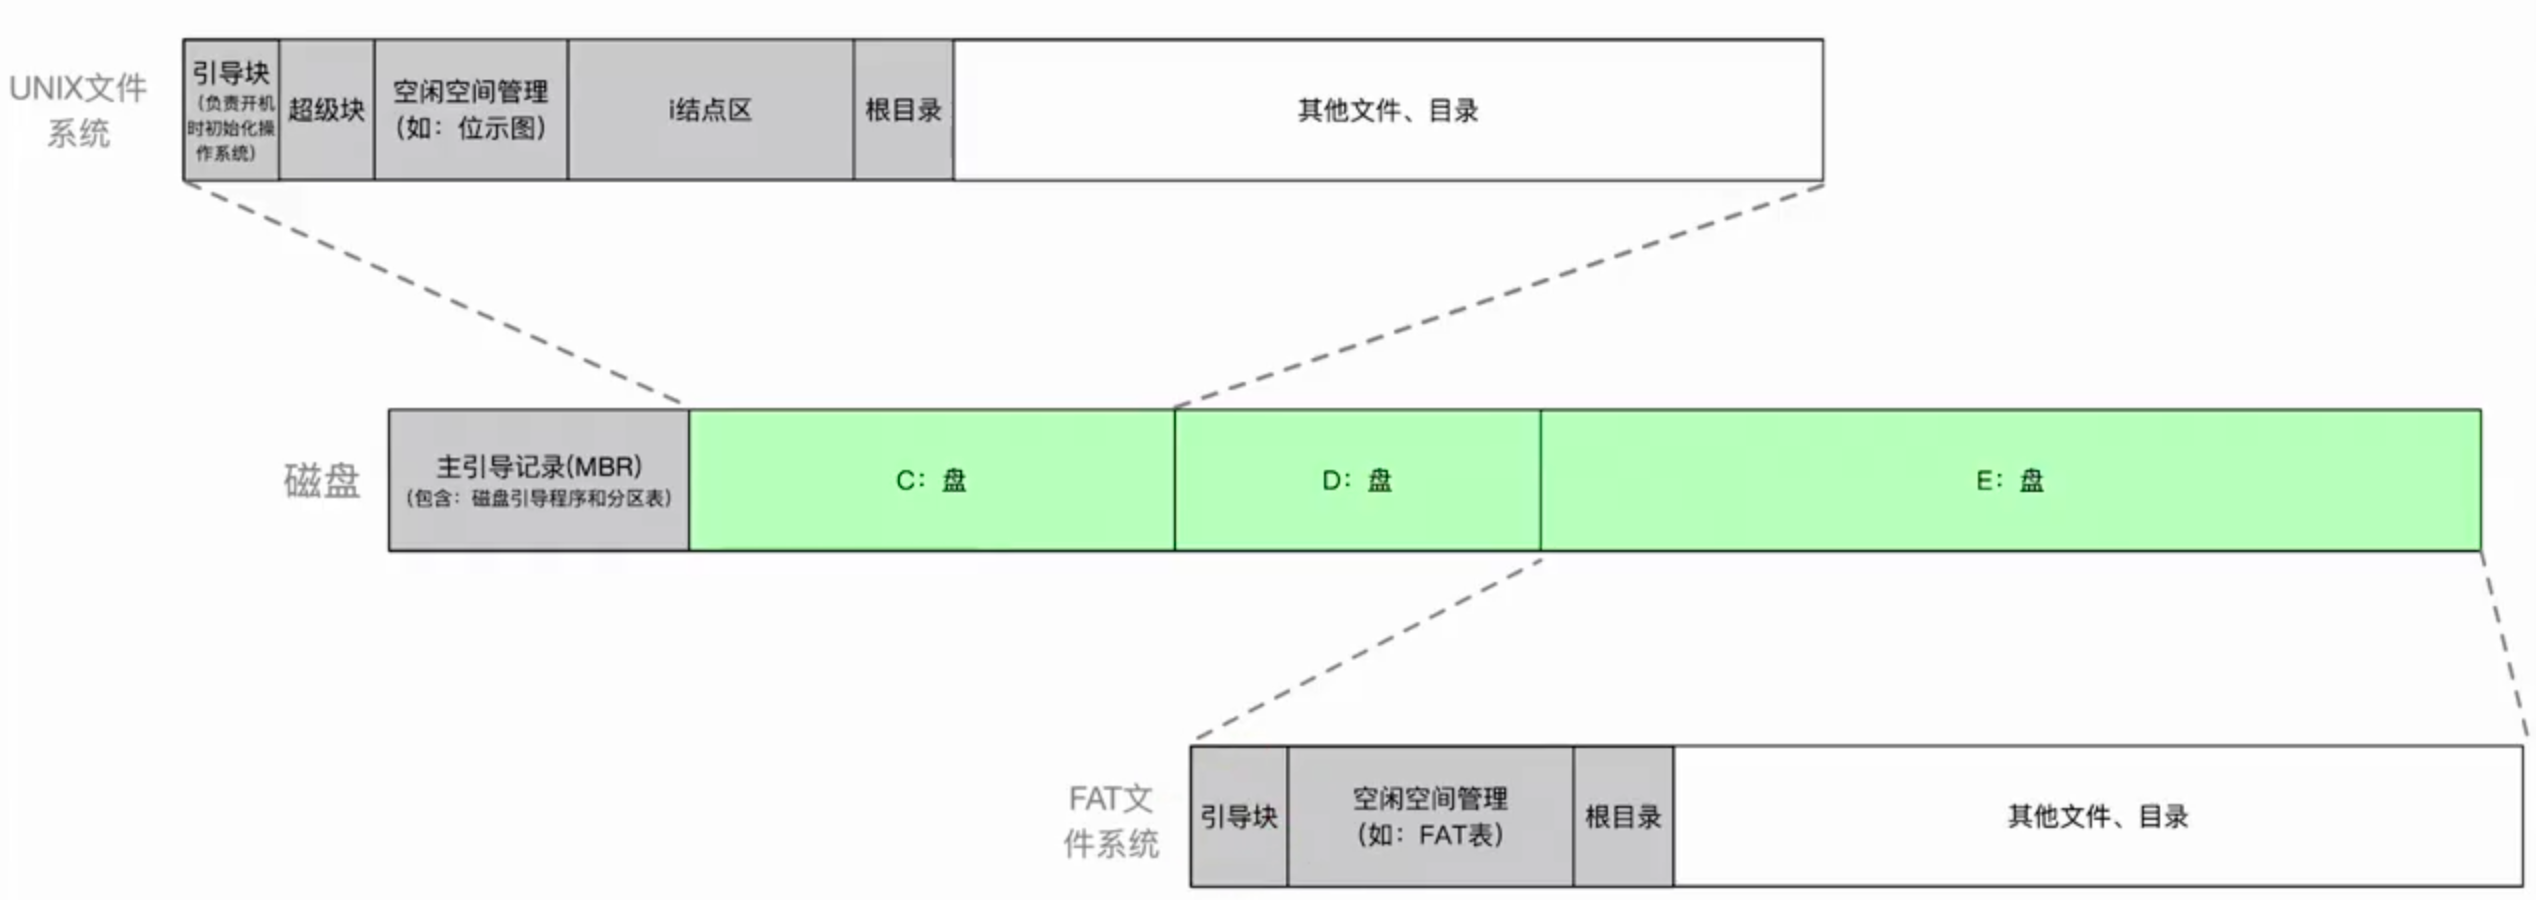 UNIX文件
系统
引导块
（负责开机
时初始化操
作系统）
超级块
空闲空间管理
（如：位示图）
i结点区
根目录
其他文件、目录
磁盘
主引导记录(MBR)
（包含：磁盘引导程序和分区表）
C：盘
D：盘
E：盘
FAT文
件系统
引导块
空闲空间管理
（如：FAT表）
根目录
其他文件、目录